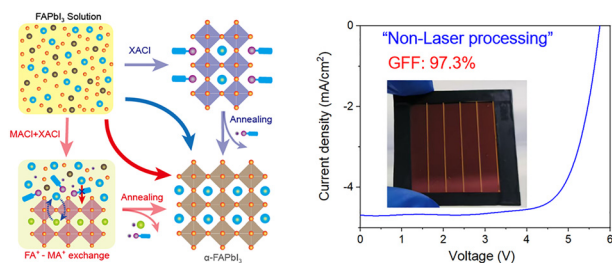 FAPbI₃ Solution
XACl
Annealing
MACl+XACl
Annealing
FA⁺ - MA⁺ exchange
α-FAPbI₃
"Non-Laser processing"
GFF: 97.3%
Current density (mA/cm²)
0
-2
-4
0 1 2 3 4 5 6
Voltage (V)